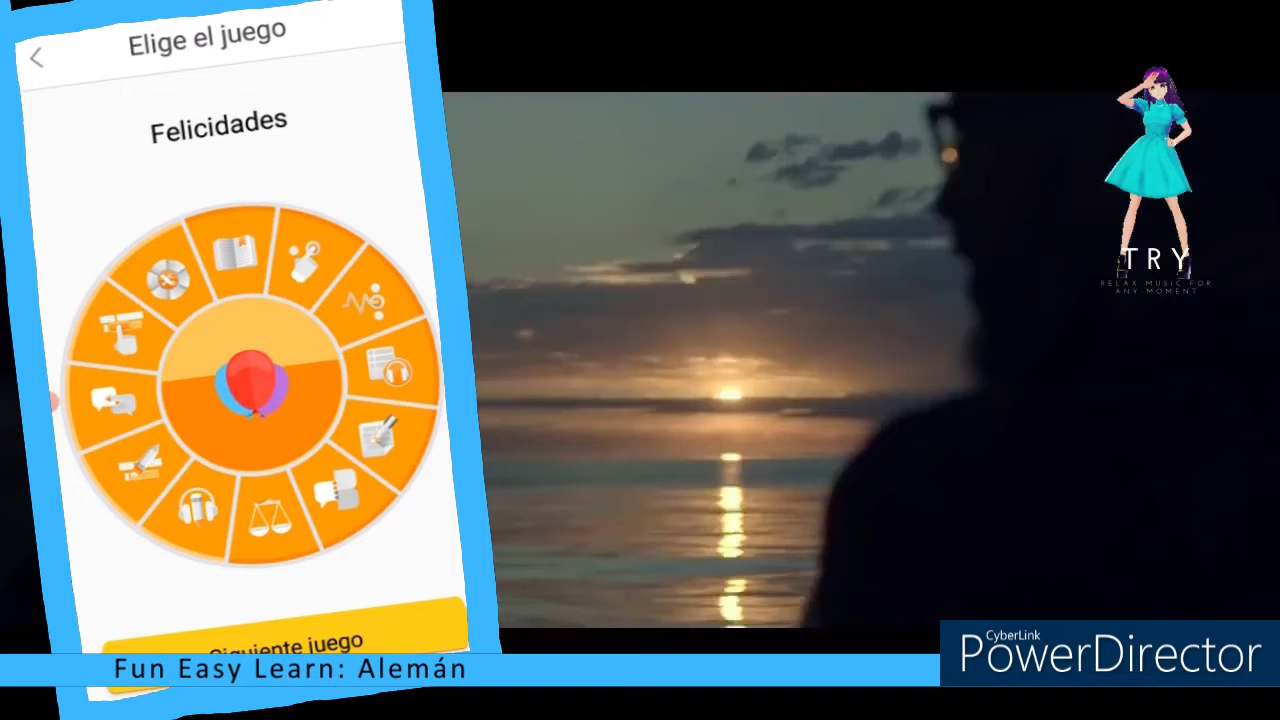 Elige el juego
Felicidades
Siguiente juego
Fun Easy Learn: Alemán
TRY
RELAX MUSIC FOR
ANY MOMENT
CyberLink
PowerDirector